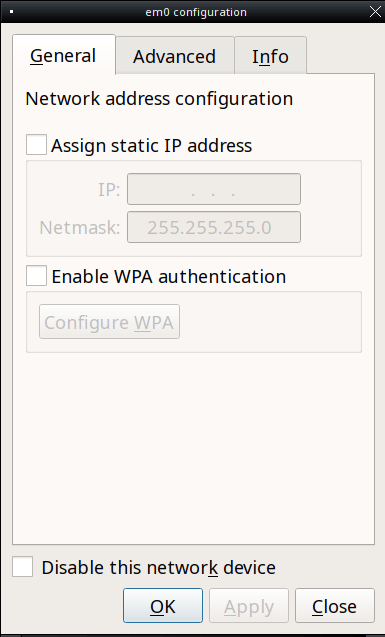 em0 configuration
General Advanced Info
Network address configuration
Assign static IP address
IP: . . .
Netmask: 255.255.255.0
Enable WPA authentication
Configure WPA
Disable this network device
OK Apply Close